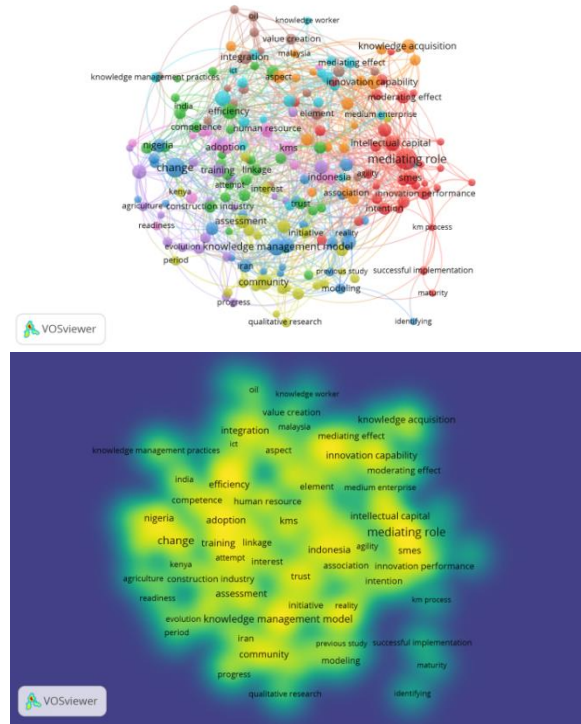 oil
knowledge worker
value creation
integration
malaysia
knowledge acquisition
mediating effect
ict
aspect
knowledge management practices
innovation capability
moderating effect
india
efficiency
element
medium enterprise
competence
human resource
intellectual capital
nigeria
adoption
kms
mediating role
change
training
linkage
indonesia
agility
smes
attempt
kenya
interest
association
innovation performance
agriculture
construction industry
trust
intention
readiness
assessment
initiative
reality
km process
evolution
knowledge management model
period
iran
previous study
successful implementation
community
modeling
maturity
progress
qualitative research
identifying
VOSviewer
oil
knowledge worker
value creation
integration
malaysia
knowledge acquisition
mediating effect
ict
aspect
knowledge management practices
innovation capability
moderating effect
india
efficiency
element
medium enterprise
competence
human resource
intellectual capital
nigeria
adoption
kms
mediating role
change
training
linkage
indonesia
agility
smes
attempt
kenya
interest
association
innovation performance
agriculture
construction industry
trust
intention
readiness
assessment
initiative
reality
km process
evolution
knowledge management model
period
iran
previous study
successful implementation
community
modeling
maturity
progress
qualitative research
identifying
VOSviewer